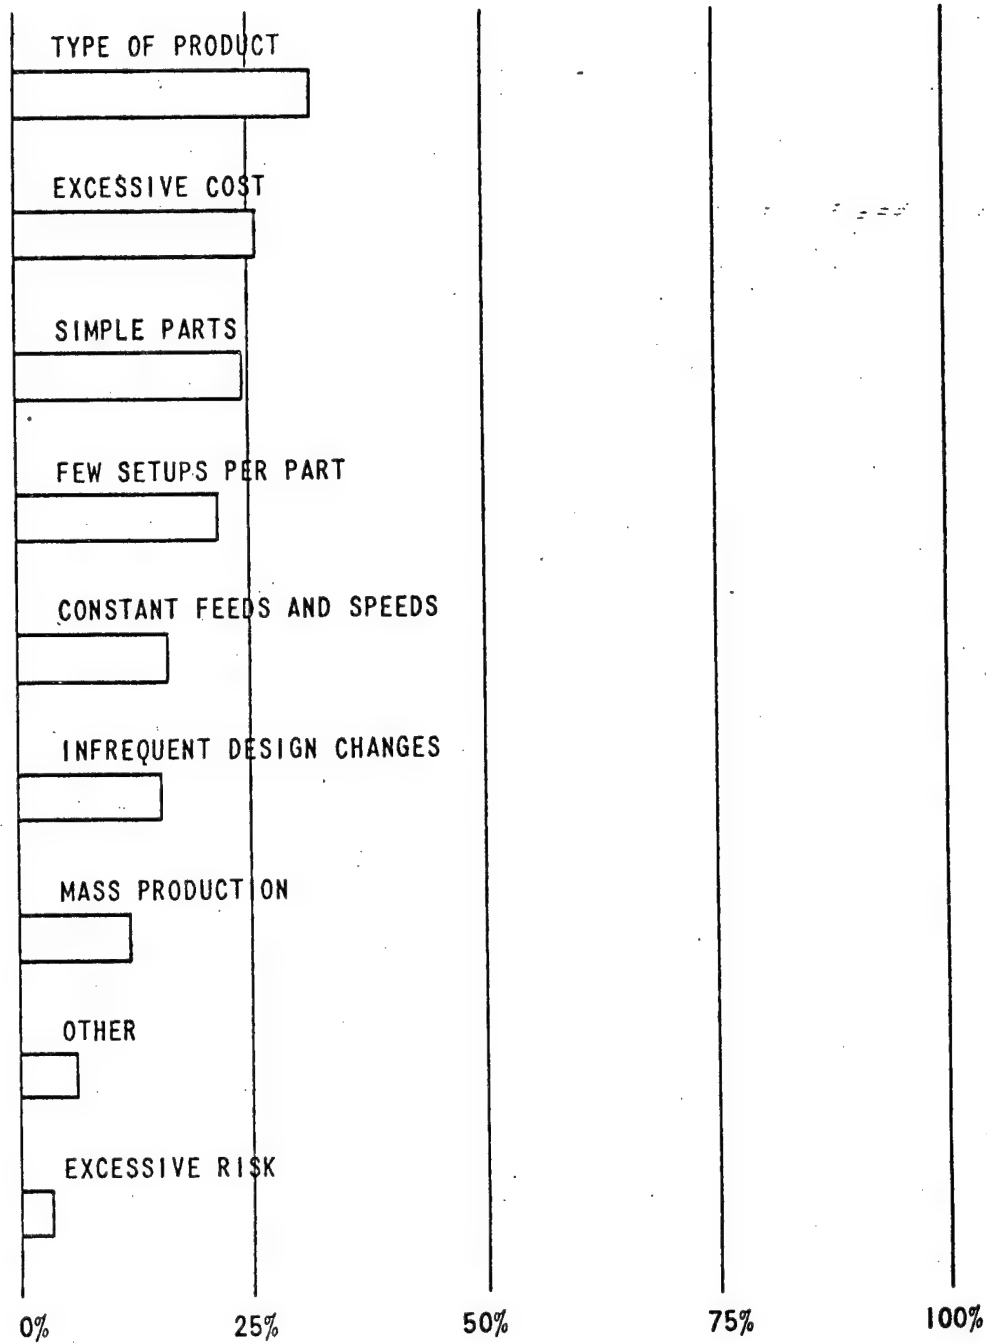 TYPE OF PRODUCT
EXCESSIVE COST
SIMPLE PARTS
FEW SETUPS PER PART
CONSTANT FEEDS AND SPEEDS
INFREQUENT DESIGN CHANGES
MASS PRODUCTION
OTHER
EXCESSIVE RISK
0% 25% 50% 75% 100%